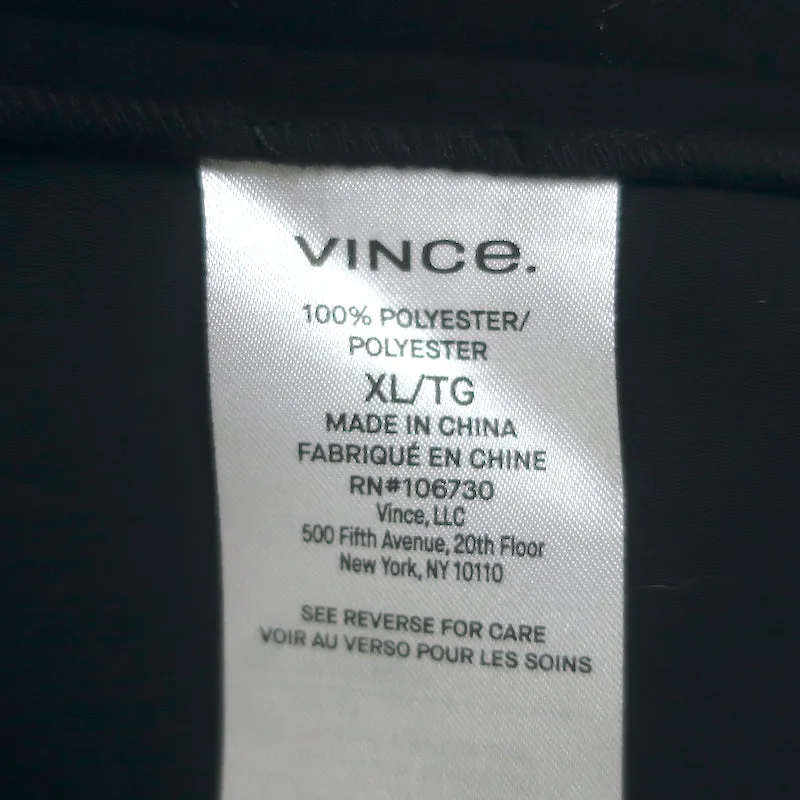 VINCE.
100% POLYESTER/
POLYESTER
XL/TG
MADE IN CHINA
FABRIQUÉ EN CHINE
RN#106730
Vince, LLC
500 Fifth Avenue, 20th Floor
New York, NY 10110
SEE REVERSE FOR CARE
VOIR AU VERSO POUR LES SOINS